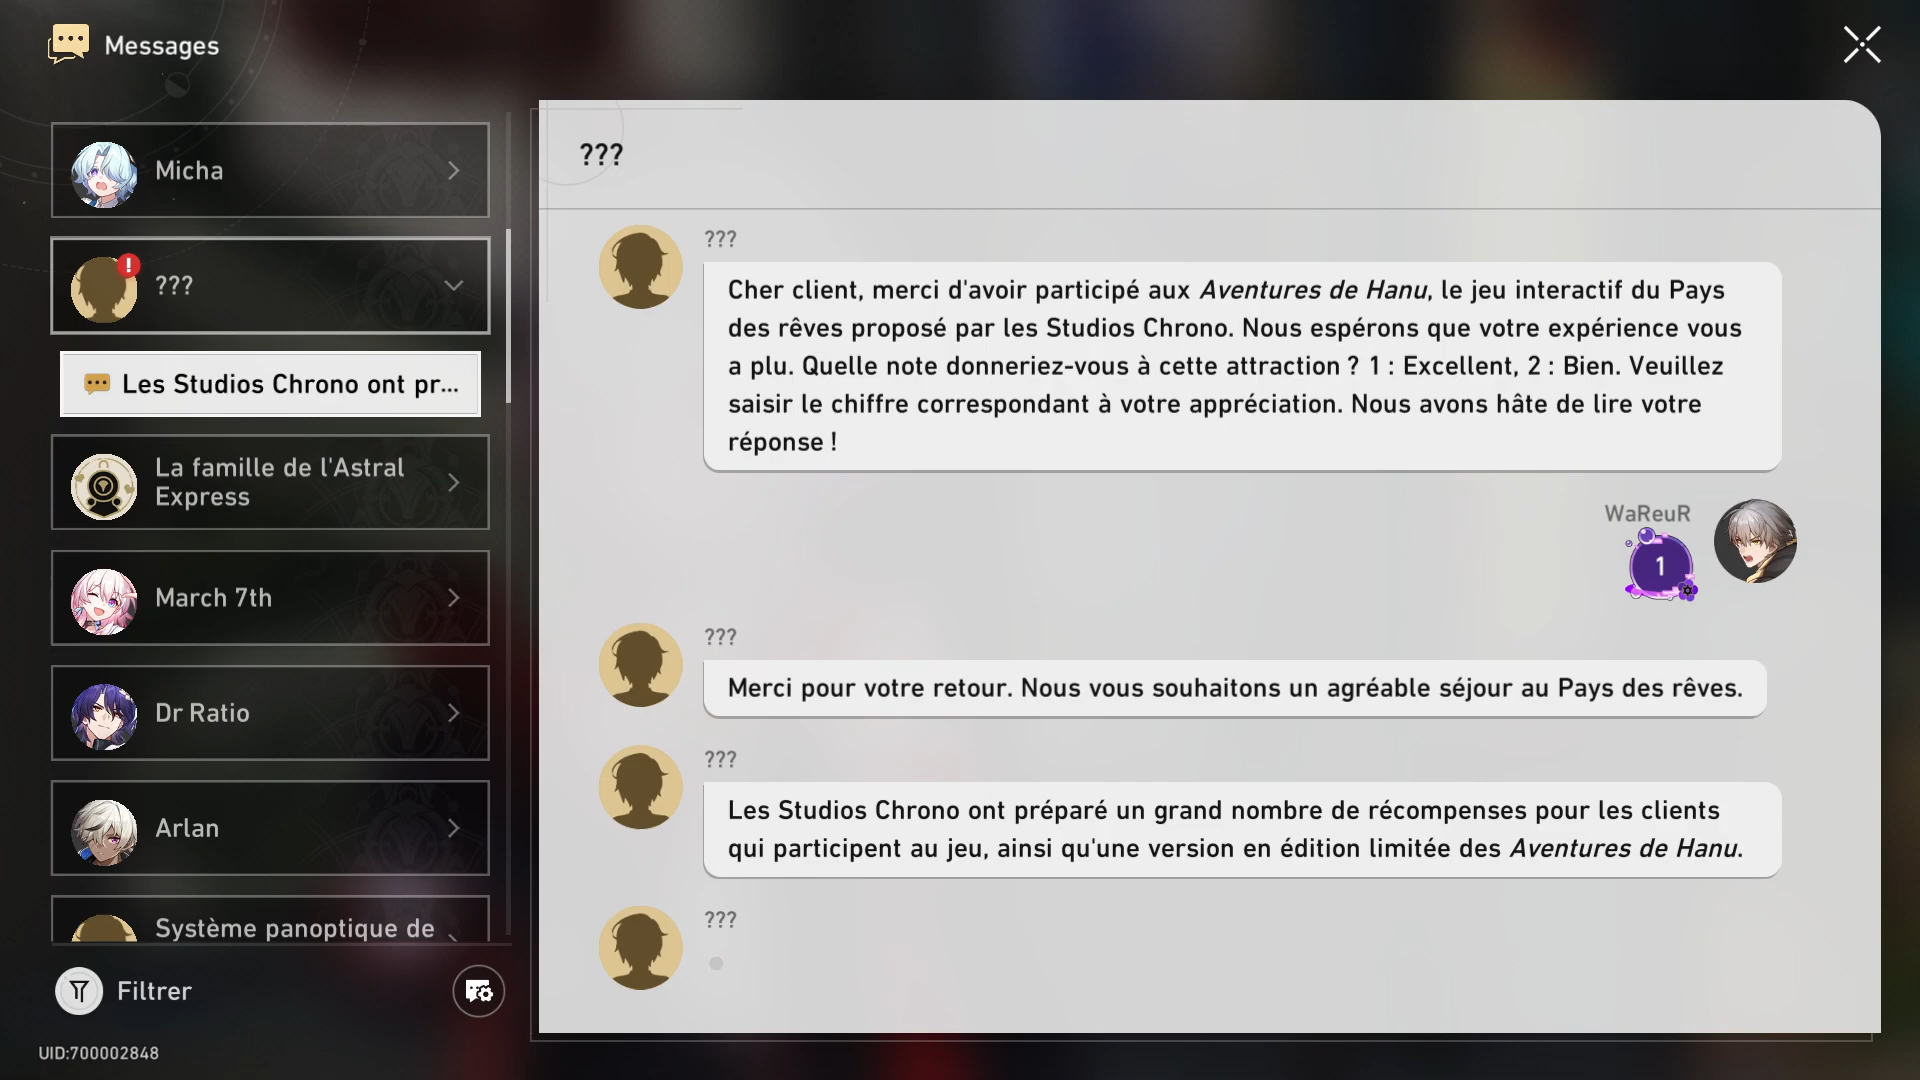 Messages
Micha
???
Les Studios Chrono ont pr...
La famille de l'Astral
Express
March 7th
Dr Ratio
Arlan
Système panoptique de
Filtrer
UID:700002848
???
???
Cher client, merci d'avoir participé aux Aventures de Hanu, le jeu interactif du Pays
des rêves proposé par les Studios Chrono. Nous espérons que votre expérience vous
a plu. Quelle note donneriez-vous à cette attraction ? 1 : Excellent, 2 : Bien. Veuillez
saisir le chiffre correspondant à votre appréciation. Nous avons hâte de lire votre
réponse !
WaReuR
1
???
Merci pour votre retour. Nous vous souhaitons un agréable séjour au Pays des rêves.
???
Les Studios Chrono ont préparé un grand nombre de récompenses pour les clients
qui participent au jeu, ainsi qu'une version en édition limitée des Aventures de Hanu.
???